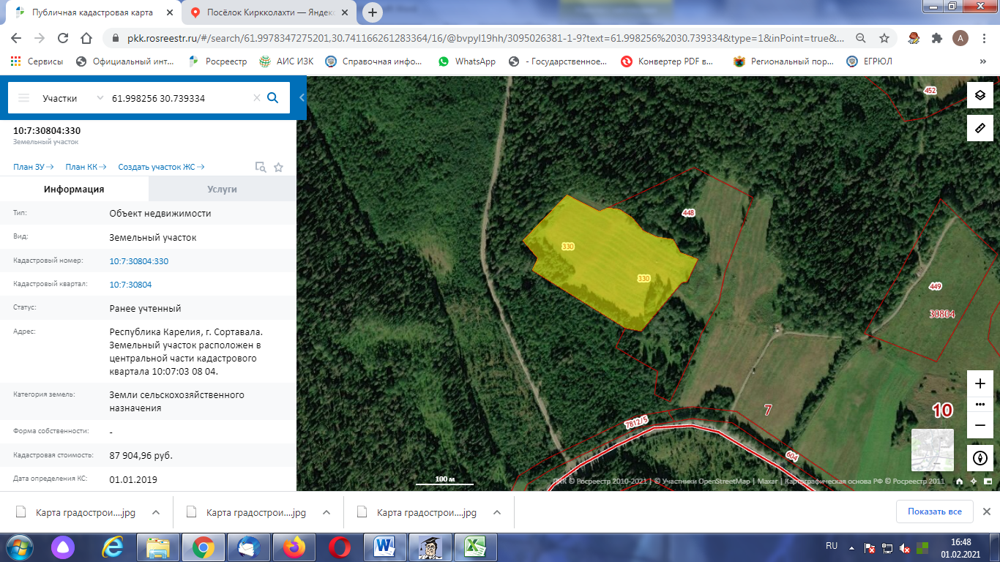 Публичная кадастровая карта
Посёлок Киркколахти — Яндекс
pkk.rosreestr.ru/#/search/61.9978347275201,30.741166261283364/16/@bvpyl19hh/3095026381-1-9?text=61.998256%2030.739334&type=1&inPoint=true&...
A
Сервисы
Официальный инт...
Росреестр
АИС ИЗК
Справочная инфо...
WhatsApp
- Государственное...
Конвертер PDF в...
Региональный пор...
ЕГРЮЛ
»
Участки
61.998256 30.739334
10:7:30804:330
Земельный участок
План ЗУ→
План КК→
Создать участок ЖС→
Информация
Услуги
Тип: Объект недвижимости
Вид: Земельный участок
Кадастровый номер: 10:7:30804:330
Кадастровый квартал: 10:7:30804
Статус: Ранее учтенный
Адрес: Республика Карелия, г. Сортавала.
Земельный участок расположен в
центральной части кадастрового
квартала 10:07:03 08 04.
Категория земель: Земли сельскохозяйственного
назначения
Форма собственности: -
Кадастровая стоимость: 87 904,96 руб.
Дата определения КС: 01.01.2019
452
448
330
330
449
30804
7
10
7812/5
604
100 м
ПКК © Росреестр 2010-2021 | © Участники OpenStreetMap | Maxar | Картографическая основа РФ © Росреестр 2011
Карта градострои....jpg
Карта градострои....jpg
Карта градострои....jpg
Показать все
RU
16:48
01.02.2021